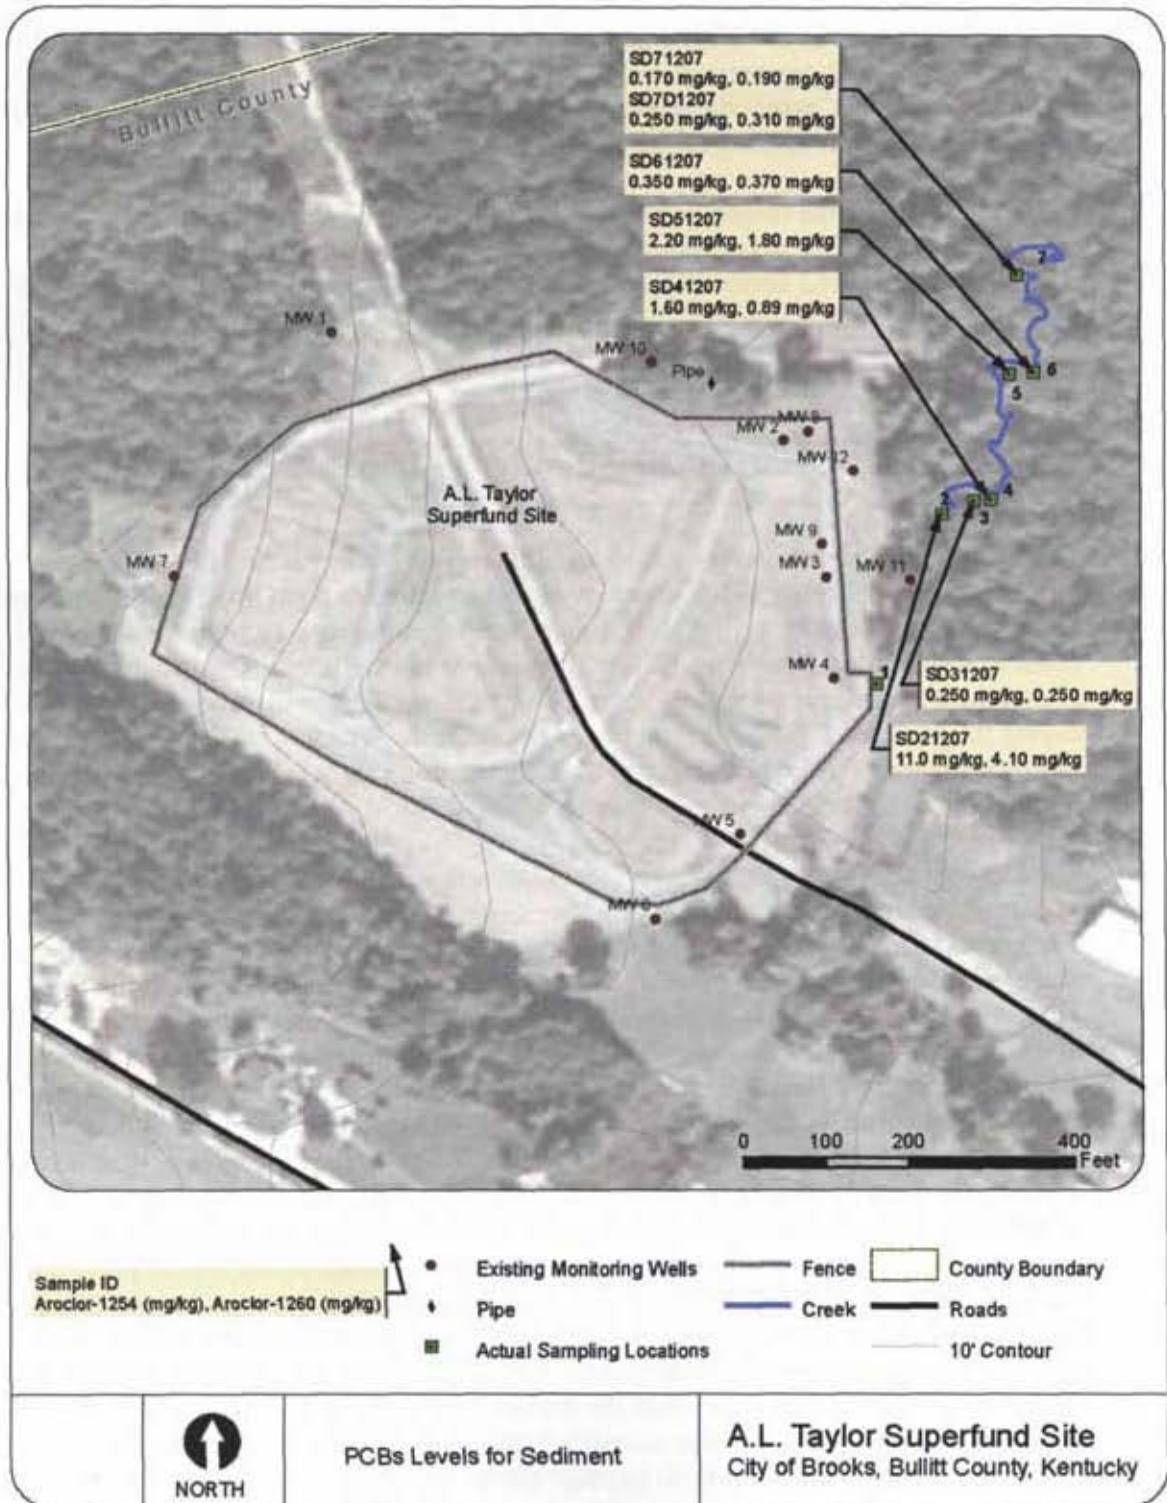 Bullitt County
SD71207
0.170 mg/kg, 0.190 mg/kg
SD7D1207
0.250 mg/kg, 0.310 mg/kg
SD61207
0.350 mg/kg, 0.370 mg/kg
SD51207
2.20 mg/kg, 1.80 mg/kg
SD41207
1.60 mg/kg, 0.89 mg/kg
7
MW 1
MW 10
Pipe
6
5
MW 2
MW 8
MW 12
A.L. Taylor
Superfund Site
2
3
4
MW 9
MW 7
MW 3
MW 11
MW 4
1
SD31207
0.250 mg/kg, 0.250 mg/kg
SD21207
11.0 mg/kg, 4.10 mg/kg
MW 5
MW 6
0 100 200 400
Feet
Sample ID
Aroclor-1254 (mg/kg), Aroclor-1260 (mg/kg)
Existing Monitoring Wells
Pipe
Actual Sampling Locations
Fence
Creek
County Boundary
Roads
10' Contour
NORTH
PCBs Levels for Sediment
A.L. Taylor Superfund Site
City of Brooks, Bullitt County, Kentucky